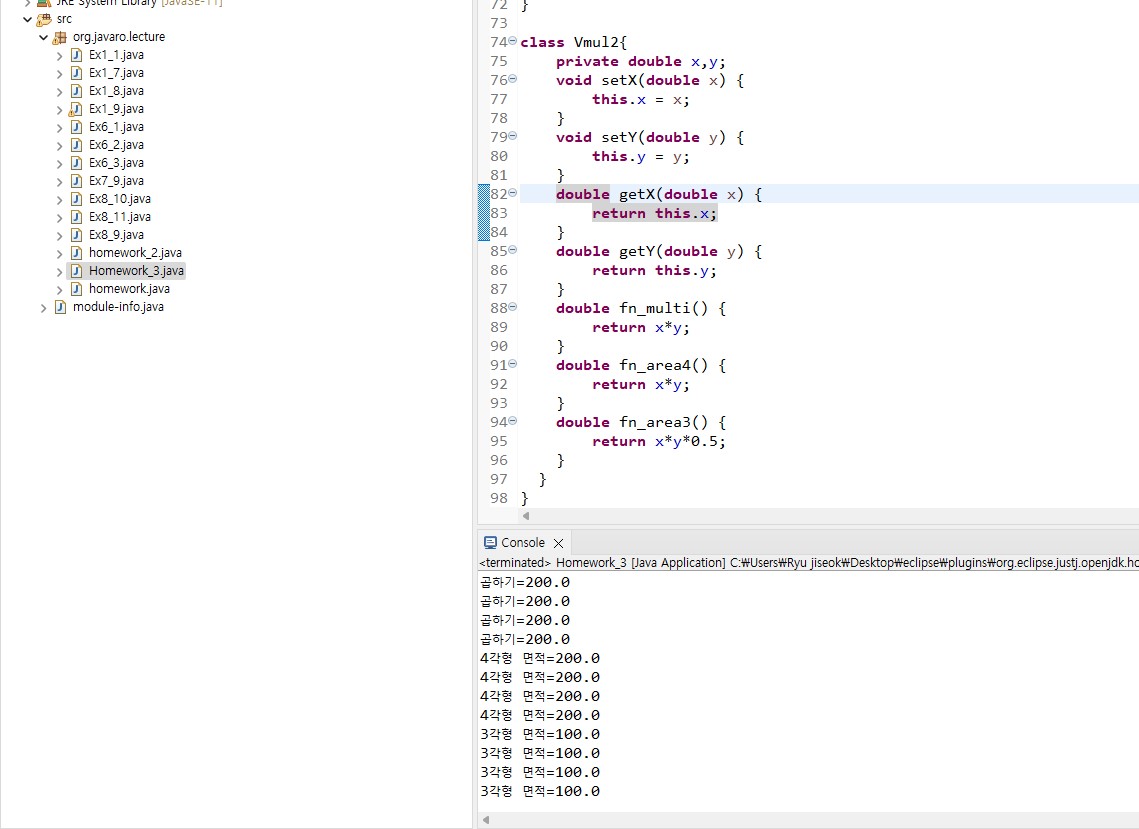 JRE System Library [JavaSE-11]
src
org.javaro.lecture
Ex1_1.java
Ex1_7.java
Ex1_8.java
Ex1_9.java
Ex6_1.java
Ex6_2.java
Ex6_3.java
Ex7_9.java
Ex8_10.java
Ex8_11.java
Ex8_9.java
homework_2.java
Homework_3.java
homework.java
module-info.java
72 }
73
74 class Vmul2{
75 private double x,y;
76 void setX(double x) {
77 this.x = x;
78 }
79 void setY(double y) {
80 this.y = y;
81 }
82 double getX(double x) {
83 return this.x;
84 }
85 double getY(double y) {
86 return this.y;
87 }
88 double fn_multi() {
89 return x*y;
90 }
91 double fn_area4() {
92 return x*y;
93 }
94 double fn_area3() {
95 return x*y*0.5;
96 }
97 }
98 }
Console
<terminated> Homework_3 [Java Application] C:₩Users₩Ryu jiseok₩Desktop₩eclipse₩plugins₩org.eclipse.justj.openjdk.ho
곱하기=200.0
곱하기=200.0
곱하기=200.0
곱하기=200.0
4각형 면적=200.0
4각형 면적=200.0
4각형 면적=200.0
4각형 면적=200.0
3각형 면적=100.0
3각형 면적=100.0
3각형 면적=100.0
3각형 면적=100.0